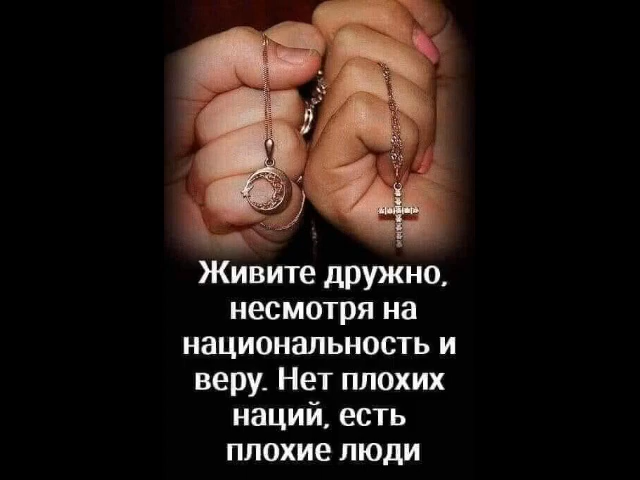 Живите дружно,
несмотря на
национальность и
веру. Нет плохих
наций, есть
плохие люди